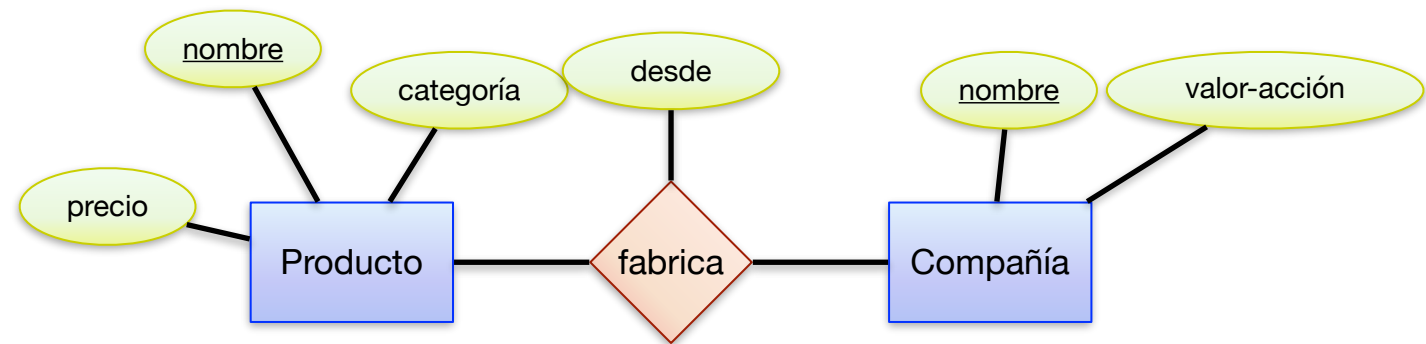 nombre
categoría
desde
nombre
valor-acción
precio
Producto
fabrica
Compañía